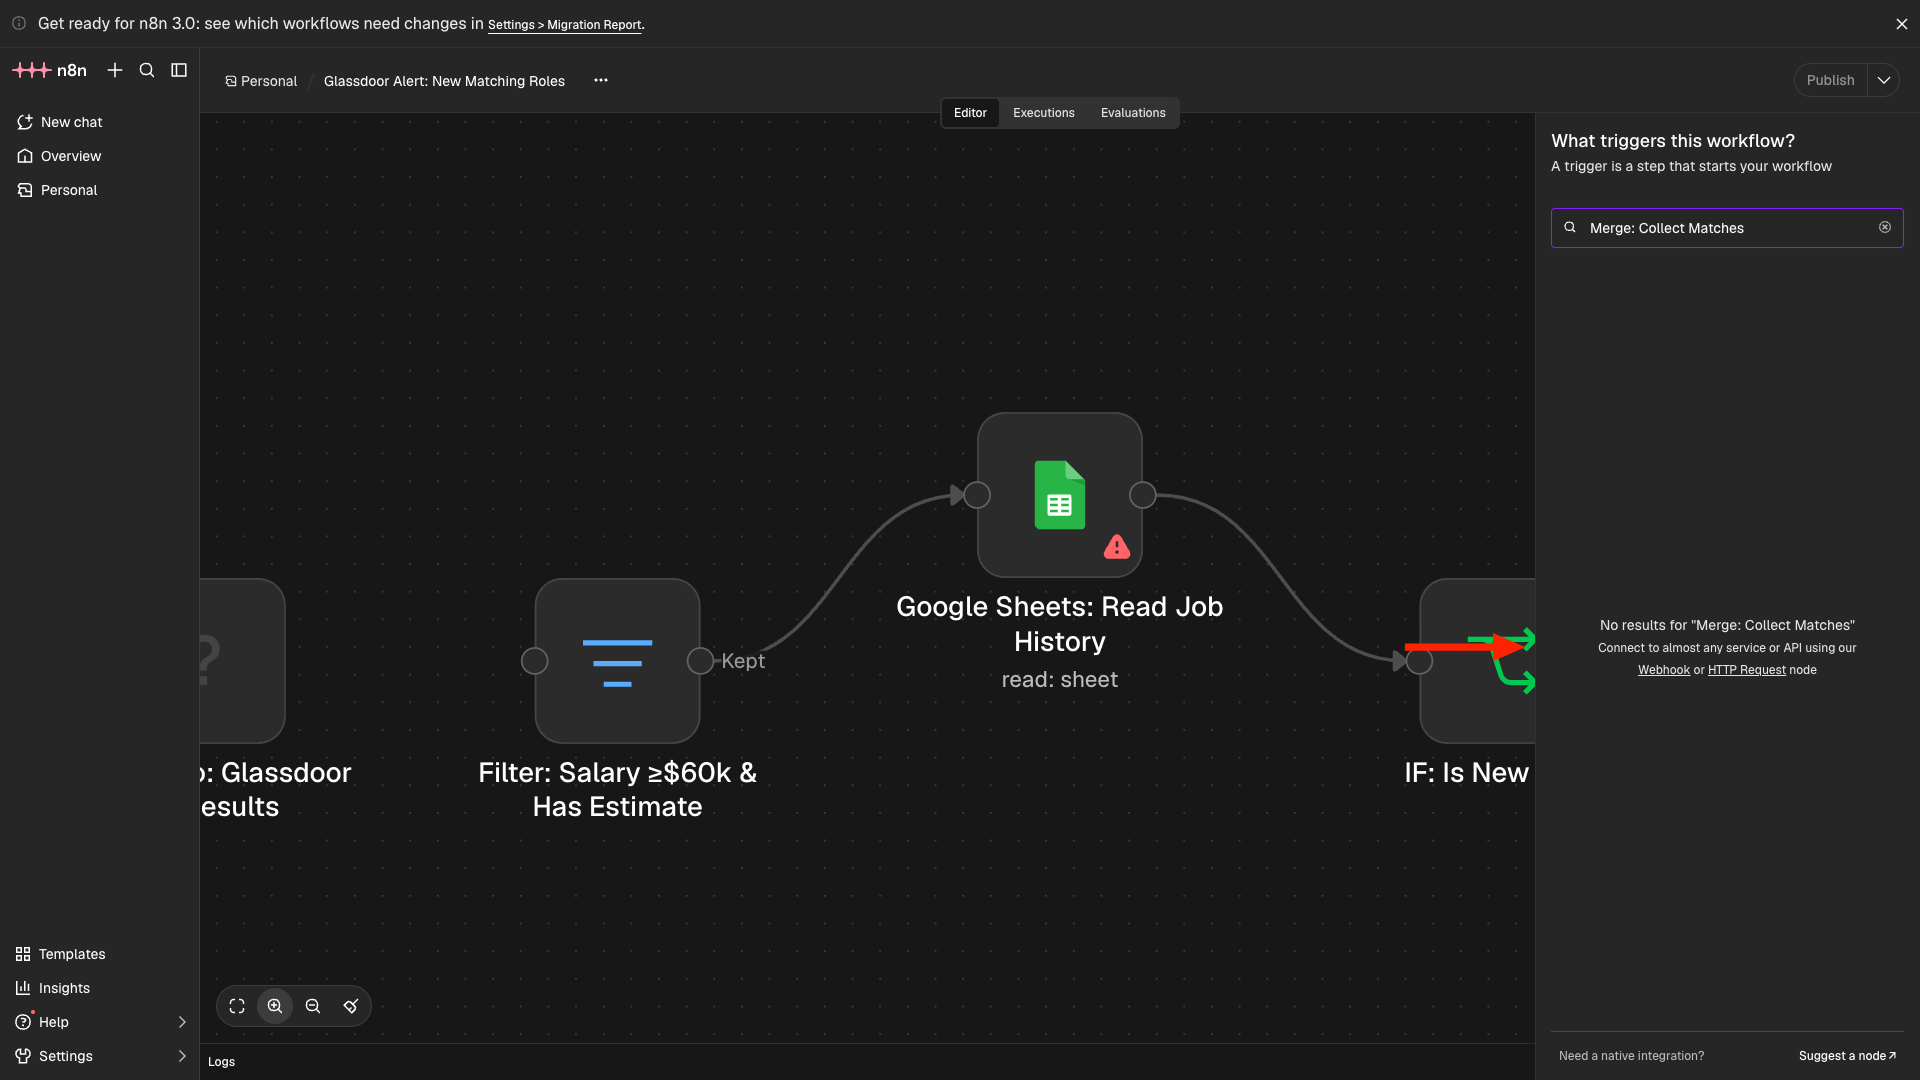 Get ready for n8n 3.0: see which workflows need changes in Settings > Migration Report.
n8n
Personal / Glassdoor Alert: New Matching Roles
Publish
Editor
Executions
Evaluations
New chat
Overview
Personal
What triggers this workflow?
A trigger is a step that starts your workflow
Merge: Collect Matches
Google Sheets: Read Job
History
read: sheet
Kept
: Glassdoor
esults
Filter: Salary ≥$60k &
Has Estimate
IF: Is New
No results for "Merge: Collect Matches"
Connect to almost any service or API using our
Webhook or HTTP Request node
Templates
Insights
Help
Settings
Logs
Need a native integration?
Suggest a node